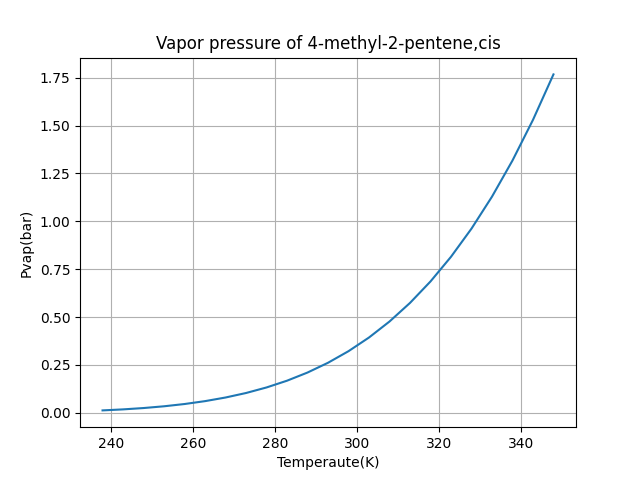 Vapor pressure of 4-methyl-2-pentene,cis
1.75
1.50
1.25
1.00
0.75
0.50
0.25
0.00
Pvap(bar)
240 260 280 300 320 340
Temperaute(K)